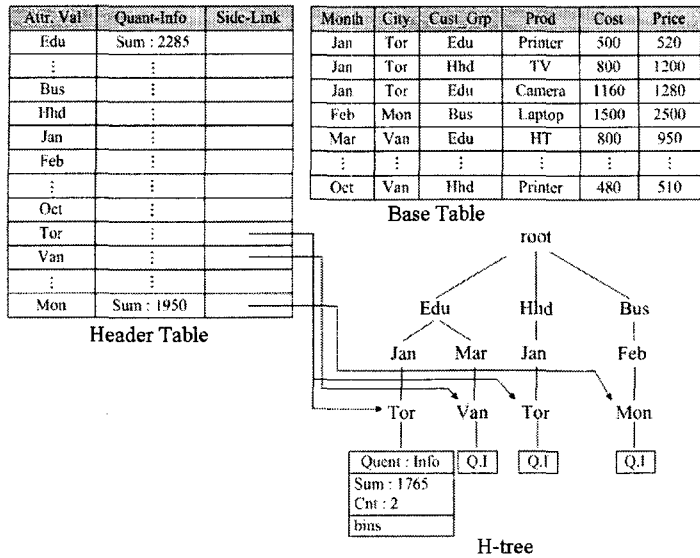 Attr. Val Quant-Info Side-Link
Edu Sum : 2285
⋮ ⋮
Bus ⋮
Hhd ⋮
Jan ⋮
Feb ⋮
⋮ ⋮
Oct ⋮
Tor ⋮
Van ⋮
⋮ ⋮
Mon Sum : 1950
Header Table
Month City Cust_Grp Prod Cost Price
Jan Tor Edu Printer 500 520
Jan Tor Hhd TV 800 1200
Jan Tor Edu Camera 1160 1280
Feb Mon Bus Laptop 1500 2500
Mar Van Edu HT 800 950
⋮ ⋮ ⋮ ⋮ ⋮ ⋮
Oct Van Hhd Printer 480 510
Base Table
root
Edu Hhd Bus
Jan Mar Jan Feb
Tor Van Tor Mon
Quent : Info Q.I Q.I Q.I
Sum : 1765
Cnt : 2
bins
H-tree